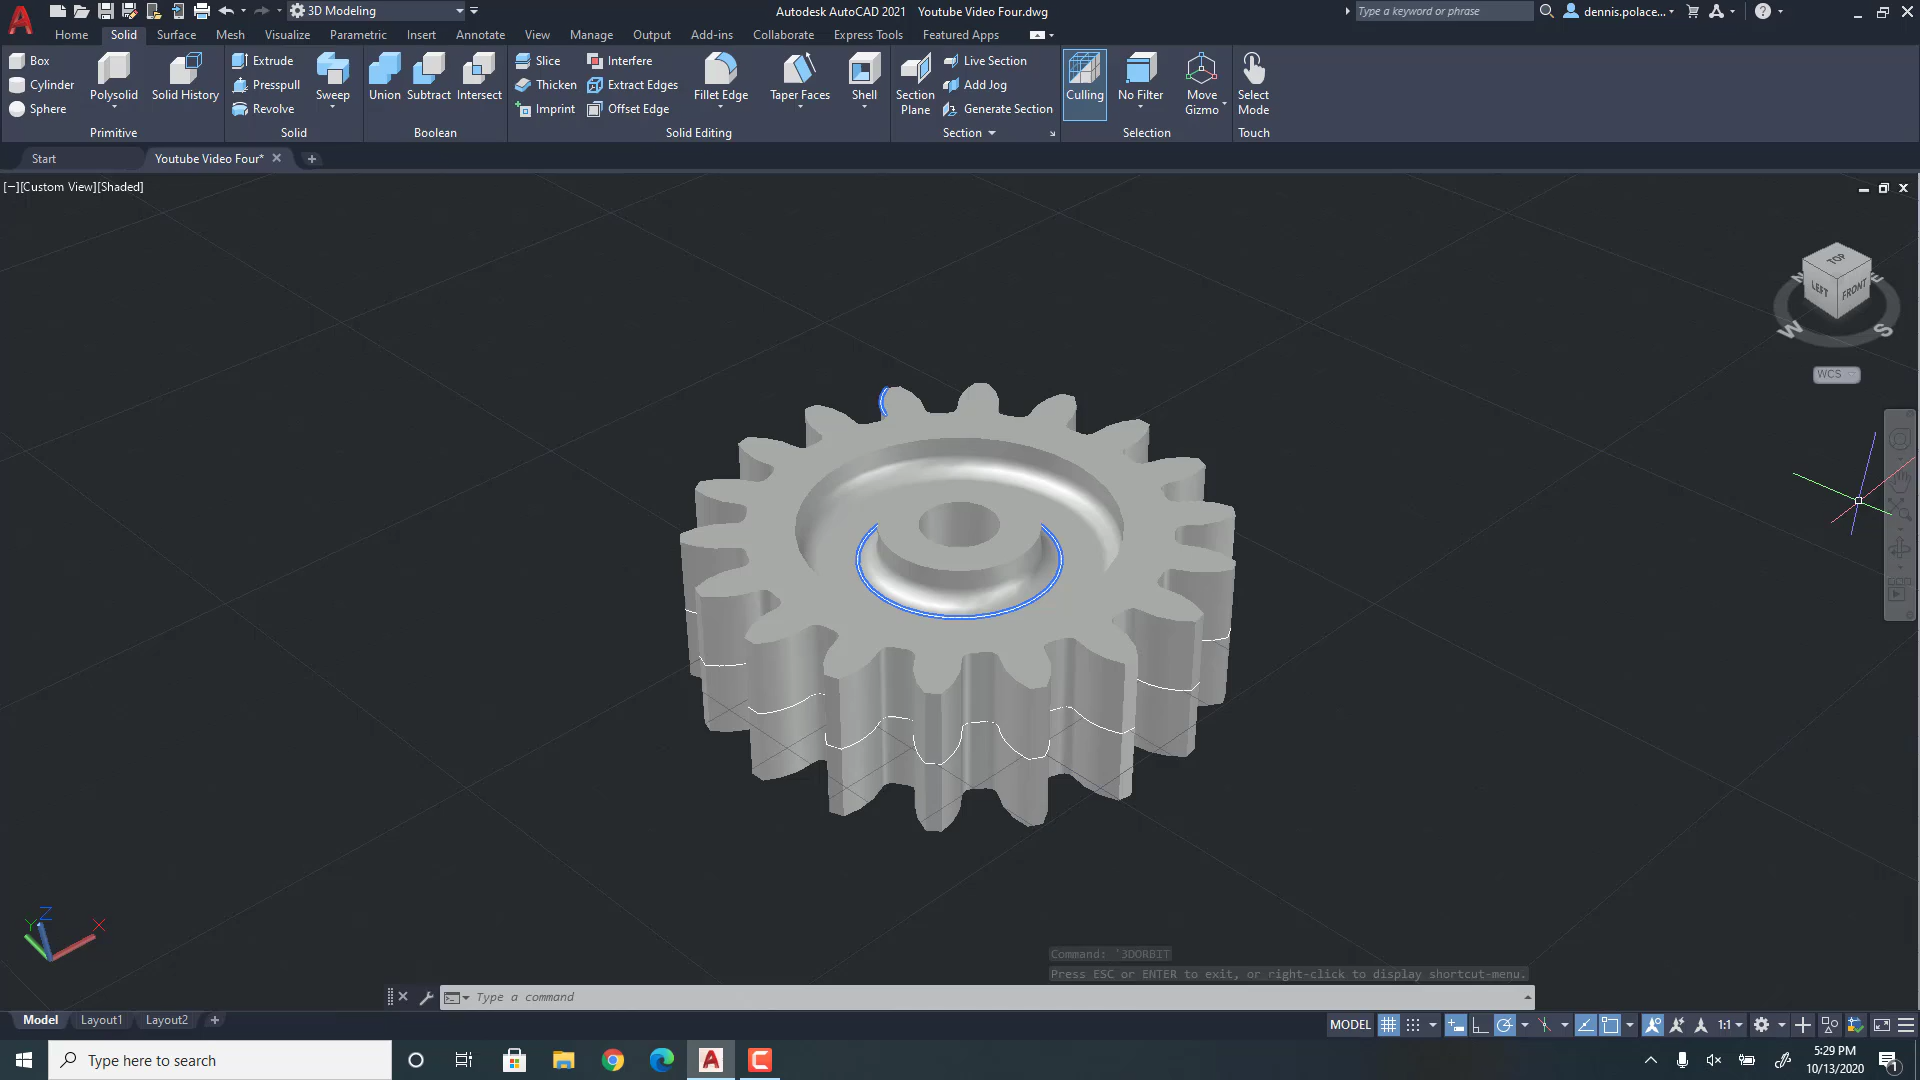 3D Modeling
Autodesk AutoCAD 2021 Youtube Video Four.dwg
Type a keyword or phrase
dennis.polace...
Home Solid Surface Mesh Visualize Parametric Insert Annotate View Manage Output Add-ins Collaborate Express Tools Featured Apps
Box
Cylinder
Sphere
Polysolid
Solid History
Primitive
Extrude
Presspull
Revolve
Sweep
Solid
Union
Subtract
Intersect
Boolean
Slice
Thicken
Imprint
Interfere
Extract Edges
Offset Edge
Fillet Edge
Taper Faces
Shell
Solid Editing
Section
Plane
Live Section
Add Jog
Generate Section
Section
Culling
No Filter
Move
Gizmo
Selection
Select
Mode
Touch
Start
Youtube Video Four*
[−][Custom View][Shaded]
TOP
N E
LEFT FRONT
W S
WCS
Y Z X
Command: '3DORBIT
Press ESC or ENTER to exit, or right-click to display shortcut-menu.
Type a command
Model Layout1 Layout2
MODEL
1:1
Type here to search
5:29 PM
10/13/2020
1